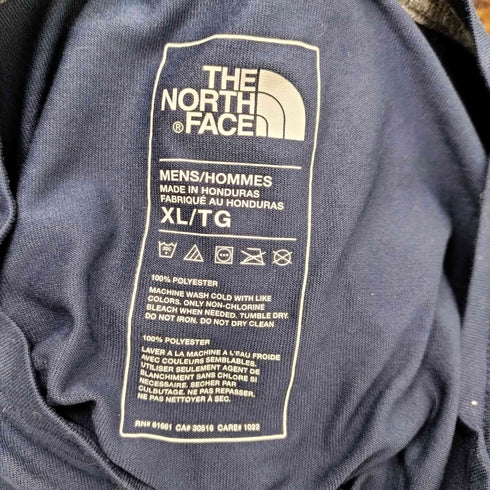 THE
NORTH
®FACE
MENS/HOMMES
MADE IN HONDURAS
FABRIQUÉ AU HONDURAS
XL/TG
100% POLYESTER
MACHINE WASH COLD WITH LIKE
COLORS. ONLY NON-CHLORINE
BLEACH WHEN NEEDED. TUMBLE DRY.
DO NOT IRON. DO NOT DRY CLEAN
100% POLYESTER
LAVER A LA MACHINE A L'EAU FROIDE
AVEC COULEURS SEMBLABLES.
UTILISER SEULEMENT AGENT DE
BLANCHIMENT SANS CHLORE SI
NECESSAIRE. SECHER PAR
CULBUTAGE. NE PAS REPASSER.
NE PAS NETTOYER À SEC.
RN# 61661 CA# 30516 CARE# 1022